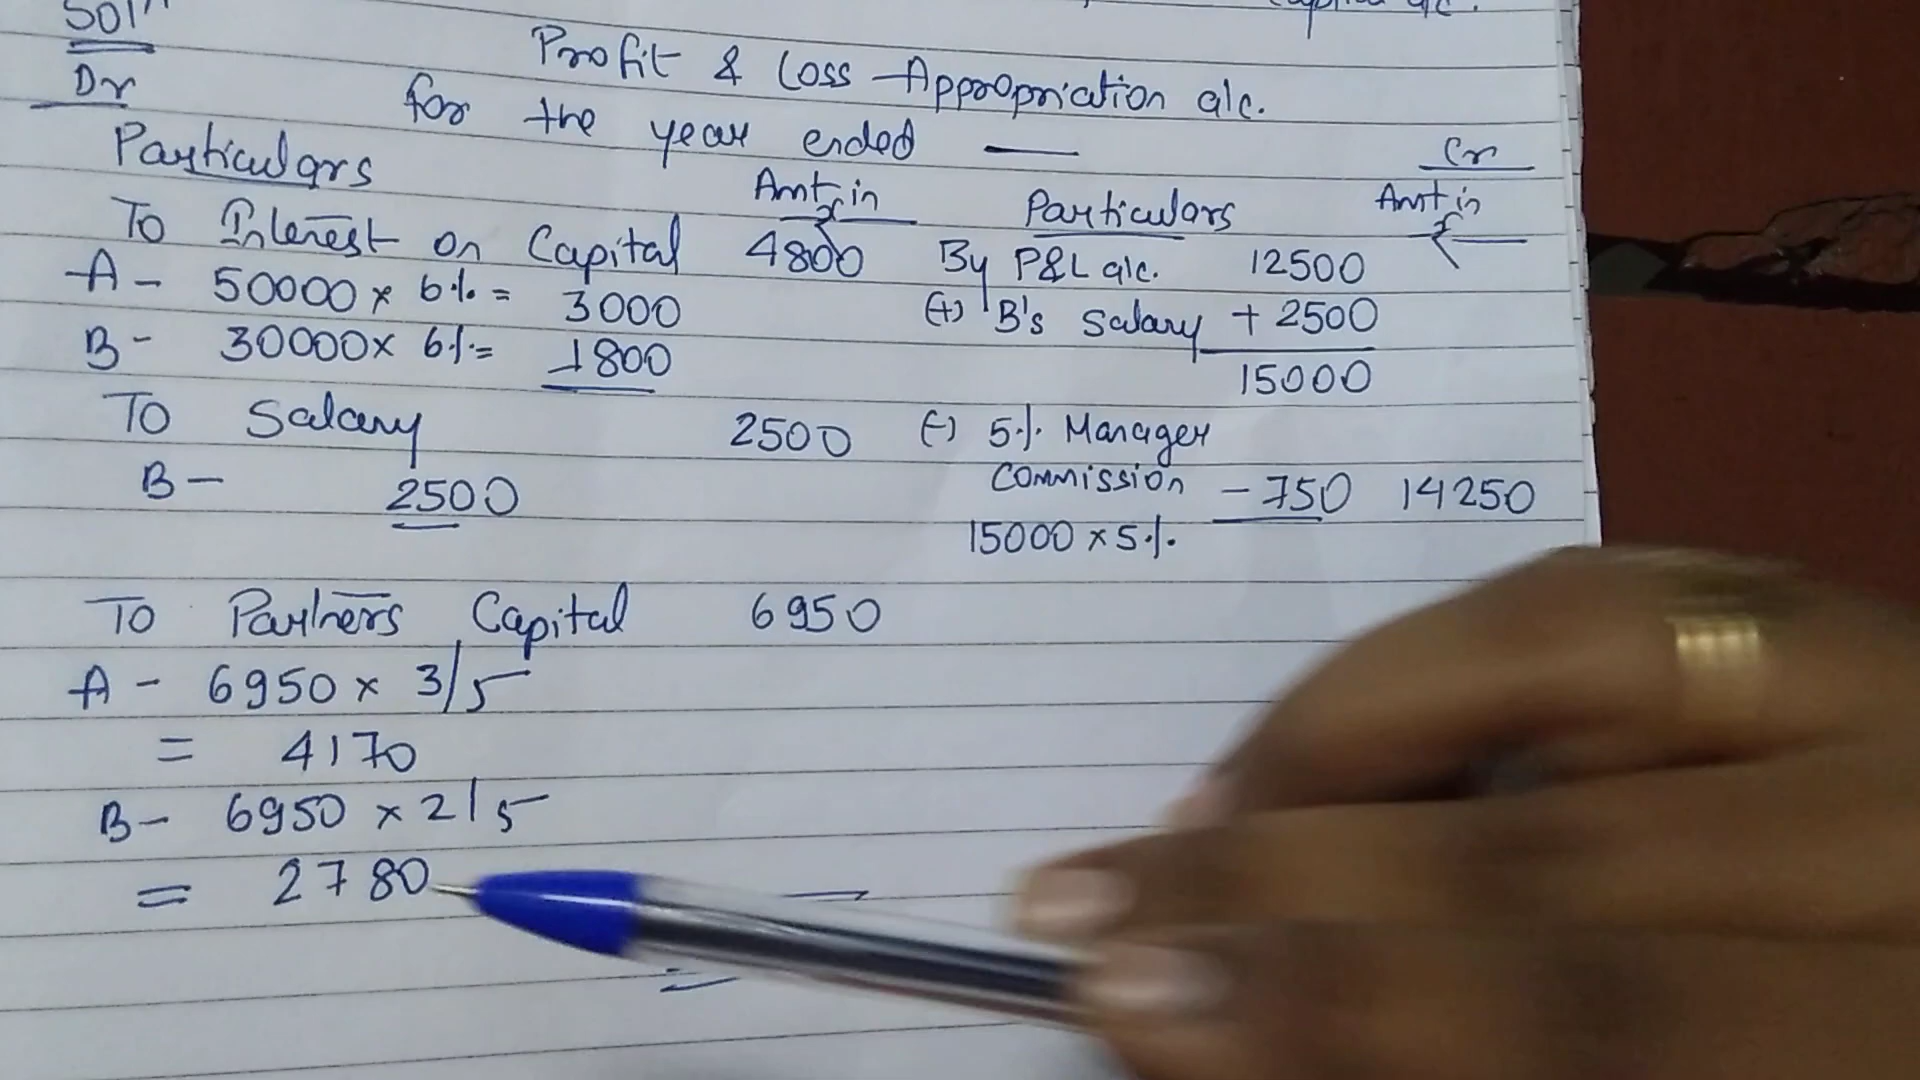 Soln
Profit & Loss Appropriation a/c.
Dr
for the year ended —
Cr
Particulars Amt in ₹ Particulars Amt in ₹
To Interest on Capital 4800 By P&L a/c. 12500
A - 50000 x 6% = 3000 (+) B's Salary + 2500
B - 30000 x 6% = 1800 15000
To Salary 2500 (-) 5% Manager
B - 2500 Commission - 750 14250
15000 x 5%
To Partners Capital 6950
A - 6950 x 3/5
= 4170
B - 6950 x 2/5
= 2780